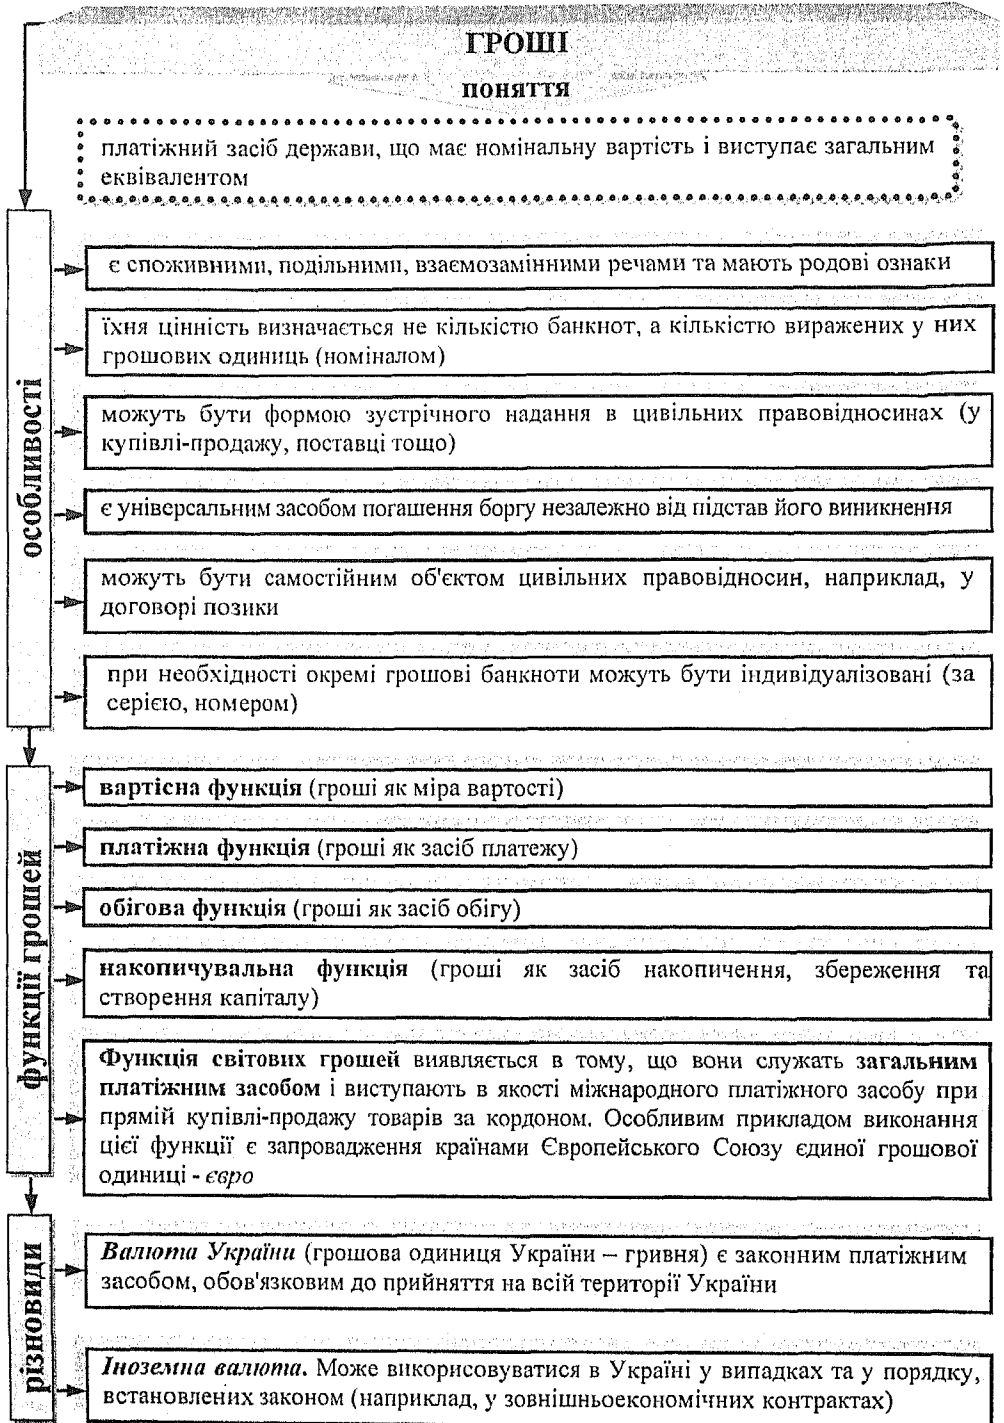 ГРОШІ
поняття
платіжний засіб держави, що має номінальну вартість і виступає загальним
еквівалентом
особливості
є споживними, подільними, взаємозамінними речами та мають родові ознаки
їхня цінність визначається не кількістю банкнот, а кількістю виражених у них
грошових одиниць (номіналом)
можуть бути формою зустрічного надання в цивільних правовідносинах (у
купівлі-продажу, поставці тощо)
є універсальним засобом погашення боргу незалежно від підстав його виникнення
можуть бути самостійним об'єктом цивільних правовідносин, наприклад, у
договорі позики
при необхідності окремі грошові банкноти можуть бути індивідуалізовані (за
серією, номером)
функції грошей
вартісна функція (гроші як міра вартості)
платіжна функція (гроші як засіб платежу)
обігова функція (гроші як засіб обігу)
накопичувальна функція (гроші як засіб накопичення, збереження та
створення капіталу)
Функція світових грошей виявляється в тому, що вони служать загальним
платіжним засобом і виступають в якості міжнародного платіжного засобу при
прямій купівлі-продажу товарів за кордоном. Особливим прикладом виконання
цієї функції є запровадження країнами Європейського Союзу єдиної грошової
одиниці - євро
різновиди
Валюта України (грошова одиниця України – гривня) є законним платіжним
засобом, обов'язковим до прийняття на всій території України
Іноземна валюта. Може використовуватися в Україні у випадках та у порядку,
встановлених законом (наприклад, у зовнішньоекономічних контрактах)